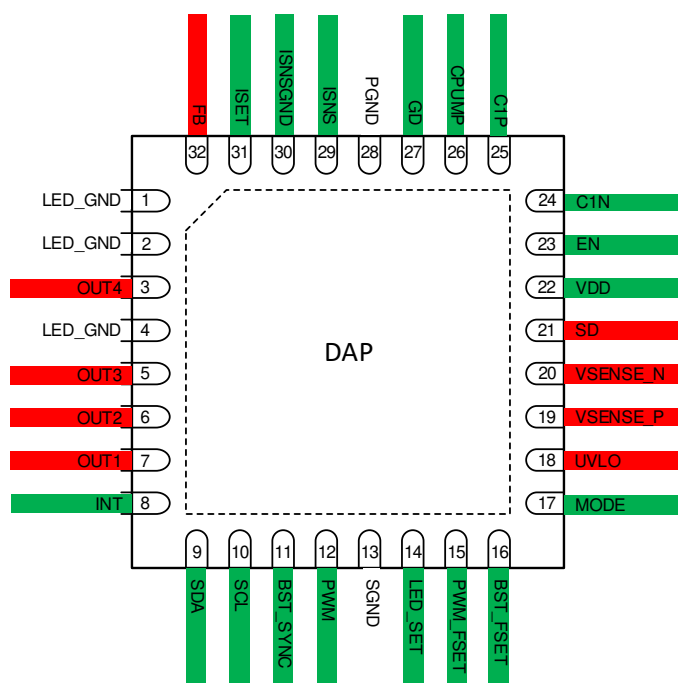 FB
ISET
ISNSGND
ISNS
PGND
GD
CPUMP
C1P
32
31
30
29
28
27
26
25
LED_GND 1
LED_GND 2
OUT4 3
LED_GND 4
OUT3 5
OUT2 6
OUT1 7
INT 8
24 C1N
23 EN
22 VDD
21 SD
20 VSENSE_N
19 VSENSE_P
18 UVLO
17 MODE
DAP
9
10
11
12
13
14
15
16
SDA
SCL
BST_SYNC
PWM
SGND
LED_SET
PWM_FSET
BST_FSET